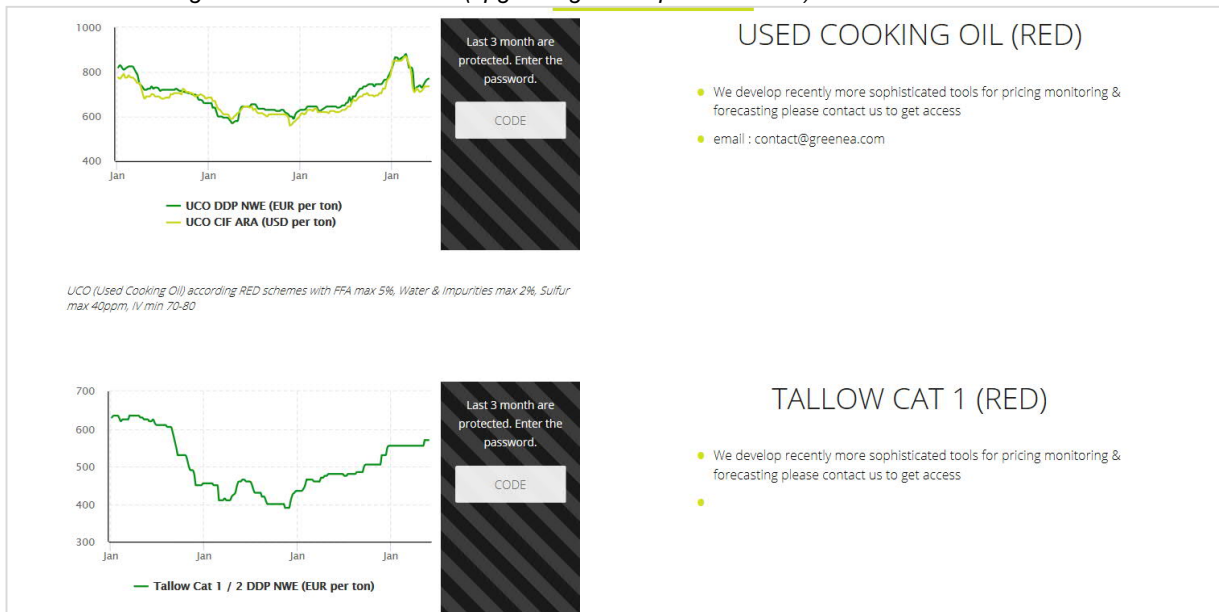 1000
800
600
400
Jan
Jan
Jan
Jan
UCO DDP NWE (EUR per ton)
UCO CIF ARA (USD per ton)
Last 3 month are
protected. Enter the
password.
CODE
USED COOKING OIL (RED)
We develop recently more sophisticated tools for pricing monitoring &
forecasting please contact us to get access
email : contact@greenea.com
UCO (Used Cooking Oil) according RED schemes with FFA max 5%, Water & Impurities max 2%, Sulfur
max 40ppm, IV min 70-80
700
600
500
400
300
Jan
Jan
Jan
Jan
Tallow Cat 1 / 2 DDP NWE (EUR per ton)
Last 3 month are
protected. Enter the
password.
CODE
TALLOW CAT 1 (RED)
We develop recently more sophisticated tools for pricing monitoring &
forecasting please contact us to get access